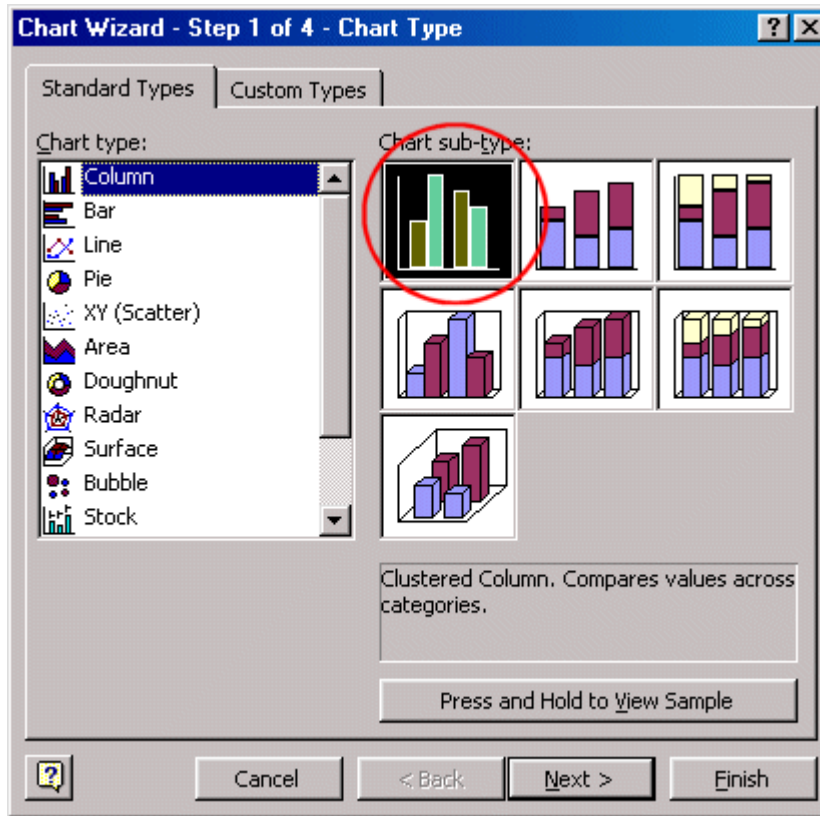 Chart Wizard - Step 1 of 4 - Chart Type
Standard Types
Custom Types
Chart type:
Column
Bar
Line
Pie
XY (Scatter)
Area
Doughnut
Radar
Surface
Bubble
Stock
Chart sub-type:
Clustered Column. Compares values across
categories.
Press and Hold to View Sample
Cancel
< Back
Next >
Finish